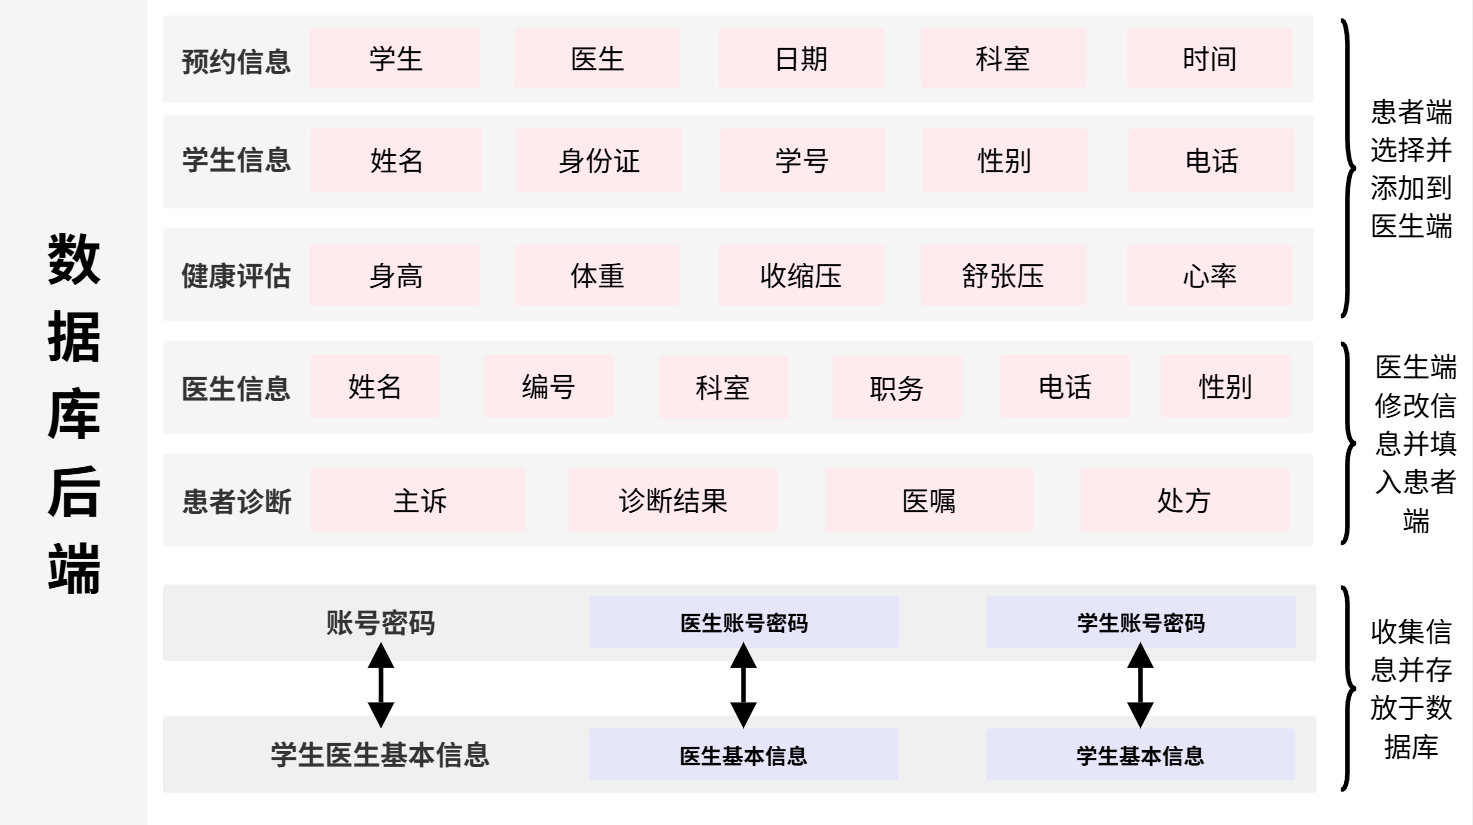 数
据
库
后
端
预约信息 学生 医生 日期 科室 时间
学生信息 姓名 身份证 学号 性别 电话
健康评估 身高 体重 收缩压 舒张压 心率
患者端
选择并
添加到
医生端
医生信息 姓名 编号 科室 职务 电话 性别
患者诊断 主诉 诊断结果 医嘱 处方
医生端
修改信
息并填
入患者
端
账号密码 医生账号密码 学生账号密码
学生医生基本信息 医生基本信息 学生基本信息
收集信
息并存
放于数
据库